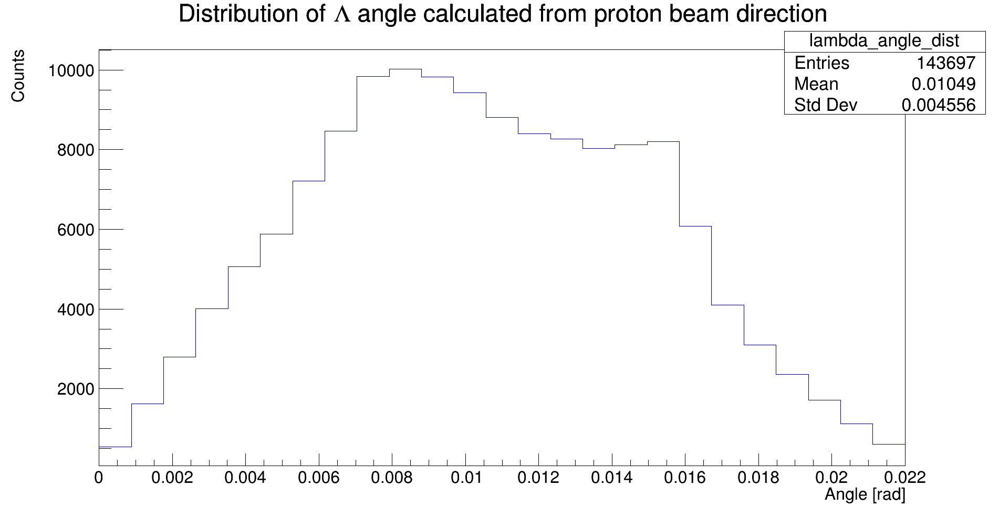 Distribution of Λ angle calculated from proton beam direction
lambda_angle_dist
Entries 143697
Mean 0.01049
Std Dev 0.004556
Counts
10000
8000
6000
4000
2000
0 0.002 0.004 0.006 0.008 0.01 0.012 0.014 0.016 0.018 0.02 0.022
Angle [rad]